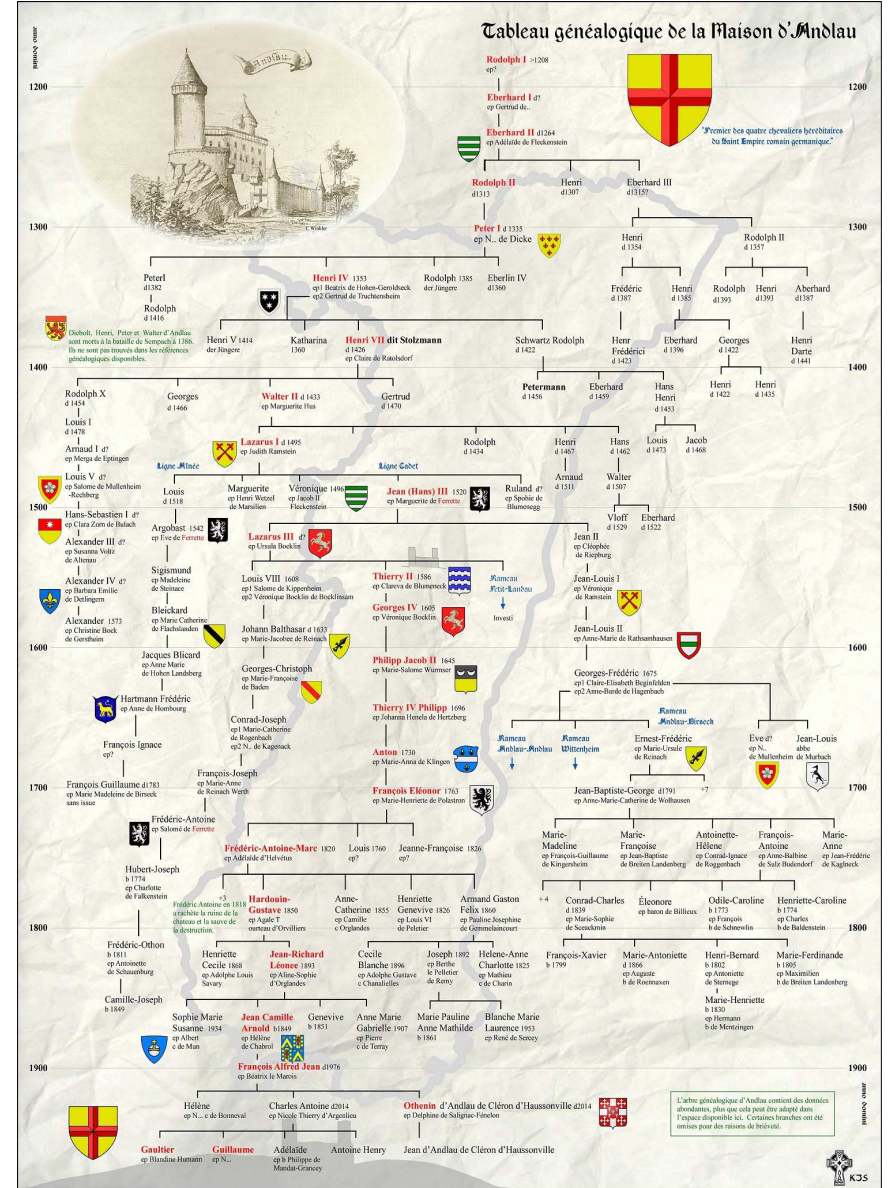 Tableau généalogique de la Maison d'Andlau
anno domini
Andlau
C Winkler
Rodolph I >1208
ep?
1200
1200
Eberhard I d?
ep Gertrud de..
Eberhard II d1264
ep Adélaïde de Fleckenstein
"Premier des quatre chevaliers héréditaires
du Saint Empire romain germanique."
Rodolph II
d1313
Henri
d1307
Eberhard III
d1315?
1300
1300
Peter I d 1335
ep N.. de Dicke
Henri
d 1354
Rodolph II
d 1357
PeterI
d1382
Henri IV 1353
ep1 Beatrix de Hohen-Geroldseck
ep2 Gertrud de Truchtensheim
Rodolph 1385
der Jüngere
Eberlin IV
d1360
Frédéric
d 1387
Henri
d 1385
Rodolph
d1393
Henri
d1393
Aberhard
d1387
Rodolph
d 1416
Diebolt, Henri, Peter et Walter d'Andlau
sont morts à la bataille de Sempach à 1386.
Ils ne sont pas trouvés dans les références
généalogiques disponibles.
Henri V 1414
der Jüngere
Katharina
1360
Henri VII dit Stolzmann
d 1426
ep Claire de Ratolsdorf
Schwartz Rodolph
d 1422
Henr
Frédérici
d 1423
Eberhard
d 1396
Georges
d 1422
Henri
Darte
d 1441
1400
1400
Rodolph X
d 1454
Georges
d 1466
Walter II d 1433
ep Marguerite Hus
Gertrud
d 1470
Petermann
d 1456
Eberhard
d 1459
Hans
Henri
d 1453
Henri
d 1422
Henri
d 1435
Louis I
d 1478
Lazarus I d 1495
ep Judith Ramstein
Rodolph
d 1434
Henri
d 1467
Hans
d 1462
Louis
d 1473
Jacob
d 1468
Arnaud I d?
ep Merga de Eptingen
Ligne Aînée
Ligne Cadet
Louis V d?
ep Salome de Mullenheim
-Rechberg
Louis
d 1518
Marguerite
ep Henri Wetzel
de Marsilien
Véronique 1496
ep Jacob II
Fleckenstein
Jean (Hans) III 1520
ep Marguerite de Ferrette
Ruland d?
ep Spohie de
Blumenegg
Arnaud
d 1511
Walter
d 1507
1500
1500
Hans-Sebastien I d?
ep Clara Zorn de Bulach
Argobast 1542
ep Eve de Ferrette
Lazarus III d?
ep Ursula Bocklin
Vloff
d 1529
Eberhard
d 1522
Alexander III d?
ep Susanna Voltz
de Altenau
Jean II
ep Cléophée
de Riepburg
Alexander IV d?
ep Barbara Emilie
de Detlingern
Sigismund
ep Madeleine
de Steinace
Louis VIII 1608
ep1 Salome de Kippenheim
ep2 Véronique Bocklin de Bocklinsam
Thierry II 1586
ep Clareva de Blumeneck
Rameau
Petit-Landau
Investi
Jean-Louis I
ep Véronique
de Ramstein
Alexander 1573
ep Christine Bock
de Gerstheim
Bleickard
ep Marie Catherine
de Flachslanden
Georges IV 1605
ep Véronique Bocklin
Johann Balthasar d 1633
ep Marie-Jacobee de Reinach
Jean-Louis II
ep Anne-Marie de Rathsamhausen
1600
1600
Jacques Blicard
ep Anne Marie
de Hohen Landsberg
Georges-Christoph
ep Marie-Françoise
de Baden
Philipp Jacob II 1645
ep Marie-Salome Wurmser
Georges-Frédéric 1675
ep1 Claire-Elisabeth Beginfelden
ep2 Anne-Barde de Hagenbach
Hartmann Frédéric
ep Anne de Hombourg
Conrad-Joseph
ep1 Marie-Catherine
de Rogenbach
ep2 N.. de Kagenack
Thierry IV Philipp 1696
ep Johanna Henela de Hertzberg
Rameau
Andlau-Andlau
Rameau
Wittenheim
Rameau
Andlau-Birseck
Ernest-Frédéric
ep Marie-Ursule
de Reinach
Eve d?
ep N..
de Mullenheim
Jean-Louis
abbe
de Murbach
François Ignace
ep?
Anton 1730
ep Marie-Anna de Klingen
François-Joseph
ep Marie-Anne
de Reinach Werth
François Guillaume d1783
ep Marie Madeleine de Birseck
sans issue
1700
1700
François Eléonor 1763
ep Marie-Henriette de Polastron
Jean-Baptiste-George d1791
ep Anne-Marie-Catherine de Wolhausen
+7
Frédéric-Antoine
ep Salomé de Ferrette
Frédéric-Antoine-Marc 1820
ep Adélaïde d'Helvétus
Louis 1760
ep?
Jeanne-Françoise 1826
ep?
Marie-
Madeline
ep François-Guillaume
de Kingersheim
Marie-
Françoise
ep Jean-Baptiste
de Breiten Landenberg
Antoinette-
Hélène
ep Conrad-Ignace
de Roggenbach
François-
Antoine
ep Anne-Balbine
de Sulz Budendorf
Marie-
Anne
ep Jean-Frédéric
de Kaglneck
Hubert-Joseph
b 1774
ep Charlotte
de Falkenstein
Frédéric Antoine en 1818
a rachète la ruine de la
chateau et la sauve de
la destruction.
+3
Hardouin-
Gustave 1850
ep Agale T
ourteau d'Orvilliers
Anne-
Catherine 1855
ep Camille
c Orglandes
Henriette
Genevive 1826
ep Louis VI
de Peletier
Armand Gaston
Felix 1860
ep Pauline Josephine
de Gemmelaincourt
+4
Conrad-Charles
d 1839
ep Marie-Sophie
de Sceackmin
Éleonore
ep baron de Billieux
Odile-Caroline
b 1773
ep François
b de Schnewlin
Henriette-Caroline
b 1774
ep Charles
b de Baldenstein
1800
1800
Frédéric-Othon
b 1811
ep Antoinette
de Schauenburg
Henriette
Cecile 1868
ep Adolphe Louis
Savary
Jean-Richard
Léonee 1893
ep Aline-Sophie
d'Orglandes
Cecile
Blanche 1896
ep Adolphe Gustave
c Chanalielles
Joseph 1892
ep Berthe
le Pelletier
de Remy
Helene-Anne
Charlotte 1825
ep Mathieu
c de Charin
François-Xavier
b 1799
Marie-Antoniette
d 1866
ep Auguste
b de Roennaxen
Henri-Bernard
b 1802
ep Antoniette
de Sternege
Marie-Ferdinande
b 1805
ep Maximilien
b de Breiten Landenberg
Camille-Joseph
b 1849
Marie-Henriette
b 1830
ep Hermann
b de Mentzingen
Sophie Marie
Susanne 1934
ep Albert
c de Mun
Jean Camille
Arnold b1849
ep Hélène
de Chabrol
Genevive
b 1851
Anne Marie
Gabrielle 1907
ep Pierre
c de Terray
Marie Pauline
Anne Mathilde
b 1861
Blanche Marie
Laurence 1953
ep René de Sercey
1900
1900
François Alfred Jean d1976
ep Béatrix le Marois
Hélène
ep N... c de Bonneval
Charles Antoine d2014
ep Nicole Thierry d'Argenlieu
Othenin d'Andlau de Cléron d'Haussonville d2014
ep Delphine de Salignac-Fénelon
L'arbre généalogique d'Andlau contient des données
abondantes, plus que cela peut être adapté dans
l'espace disponible ici. Certaines branches ont été
omises pour des raisons de brièveté.
anno domini
Gaultier
ep Blandine Humann
Guillaume
ep N...
Adélaïde
ep b Philippe de
Mandat-Grancey
Antoine Henry
Jean d'Andlau de Cléron d'Haussonville
KJS